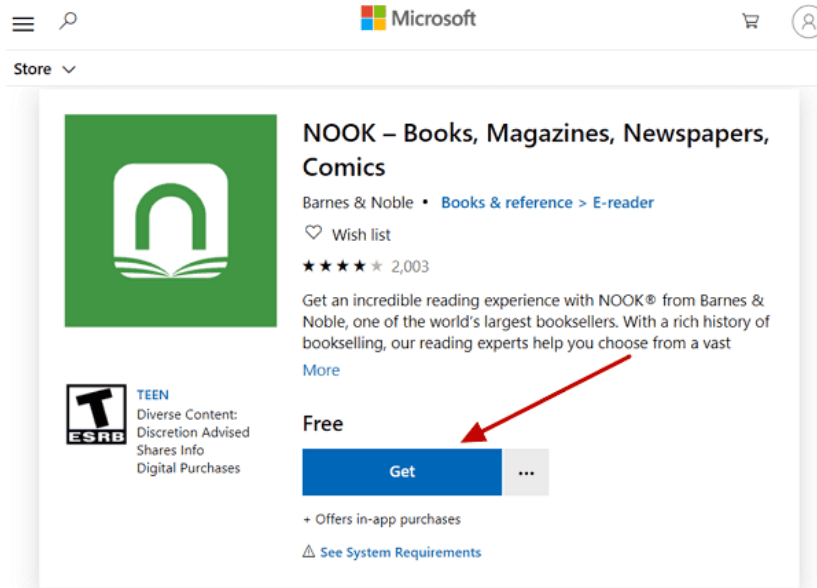 Microsoft
Store
NOOK – Books, Magazines, Newspapers,
Comics
Barnes & Noble • Books & reference > E-reader
Wish list
2,003
Get an incredible reading experience with NOOK® from Barnes &
Noble, one of the world's largest booksellers. With a rich history of
bookselling, our reading experts help you choose from a vast
More
T
ESRB
TEEN
Diverse Content:
Discretion Advised
Shares Info
Digital Purchases
Free
Get
...
+ Offers in-app purchases
See System Requirements